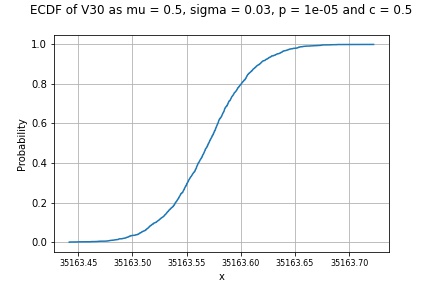 ECDF of V30 as mu = 0.5, sigma = 0.03, p = 1e-05 and c = 0.5
1.0
0.8
0.6
0.4
0.2
0.0
Probability
35163.45 35163.50 35163.55 35163.60 35163.65 35163.70
x